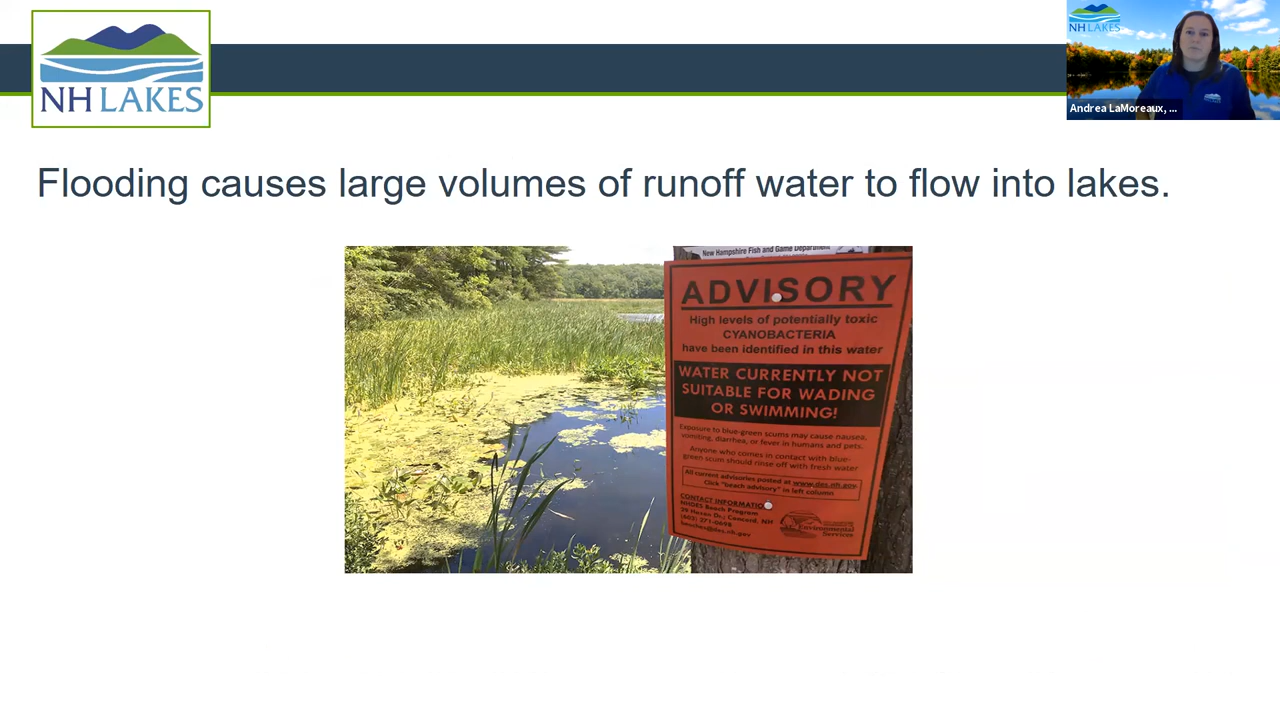 NH LAKES
NH LAKES
Andrea LaMoreaux, ...
Flooding causes large volumes of runoff water to flow into lakes.
New Hampshire Fish and Game Department
ADVISORY
High levels of potentially toxic
CYANOBACTERIA
have been identified in this water
WATER CURRENTLY NOT
SUITABLE FOR WADING
OR SWIMMING!
Exposure to blue-green scums may cause nausea,
vomiting, diarrhea, or fever in humans and pets.
Anyone who comes in contact with blue-
green scum should rinse off with fresh water
All current advisories posted at www.des.nh.gov.
Click "beach advisory" in left column
CONTACT INFORMATION
NHDES Beach Program
29 Hazen Dr.; Concord, NH
(603) 271-0698
beaches@des.nh.gov
Environmental
Services